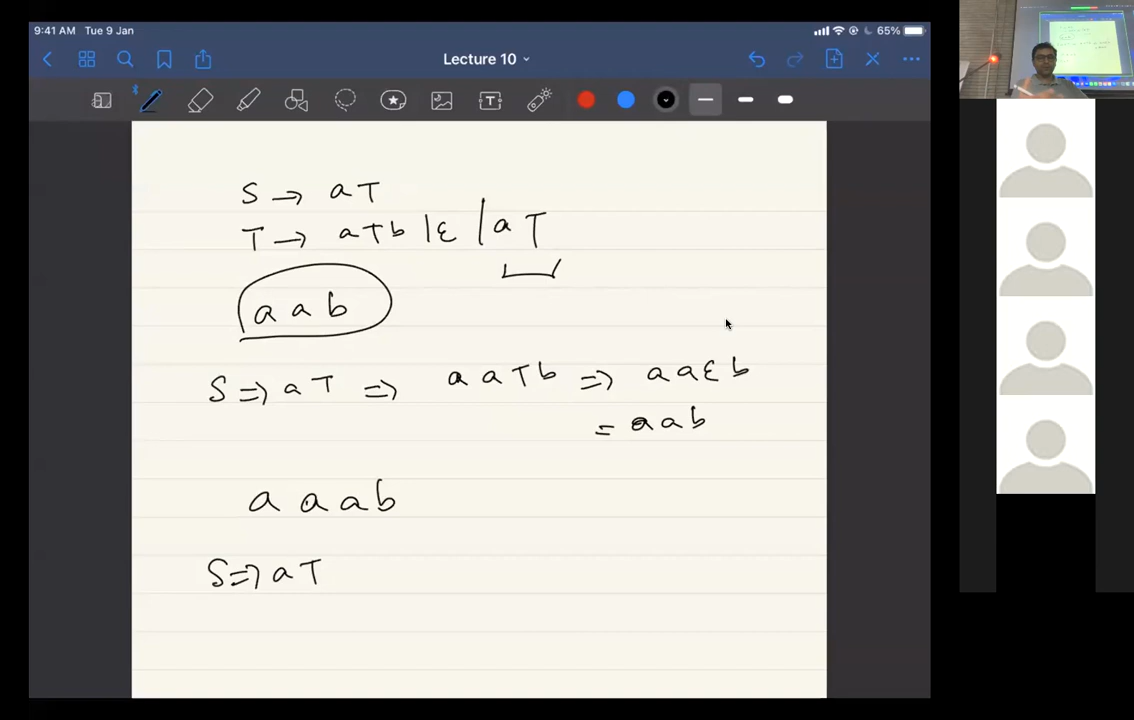 9:41 AM Tue 9 Jan
65%
Lecture 10
S → aT
T → aTb | ε | aT
aab
S ⇒ aT ⇒ aaTb ⇒ aaεb
= aab
aaab
S ⇒ aT